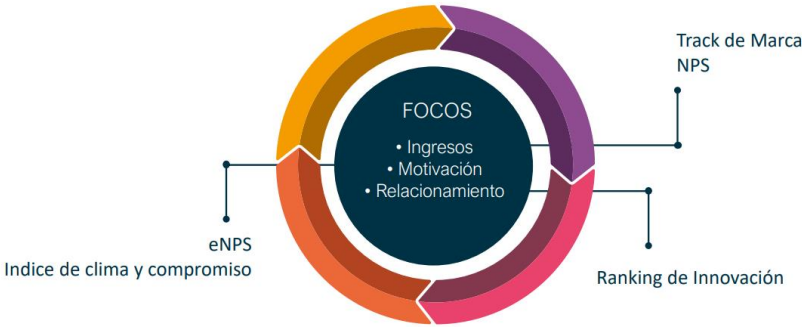 FOCOS
• Ingresos
• Motivación
• Relacionamiento
Track de Marca
NPS
eNPS
Indice de clima y compromiso
Ranking de Innovación